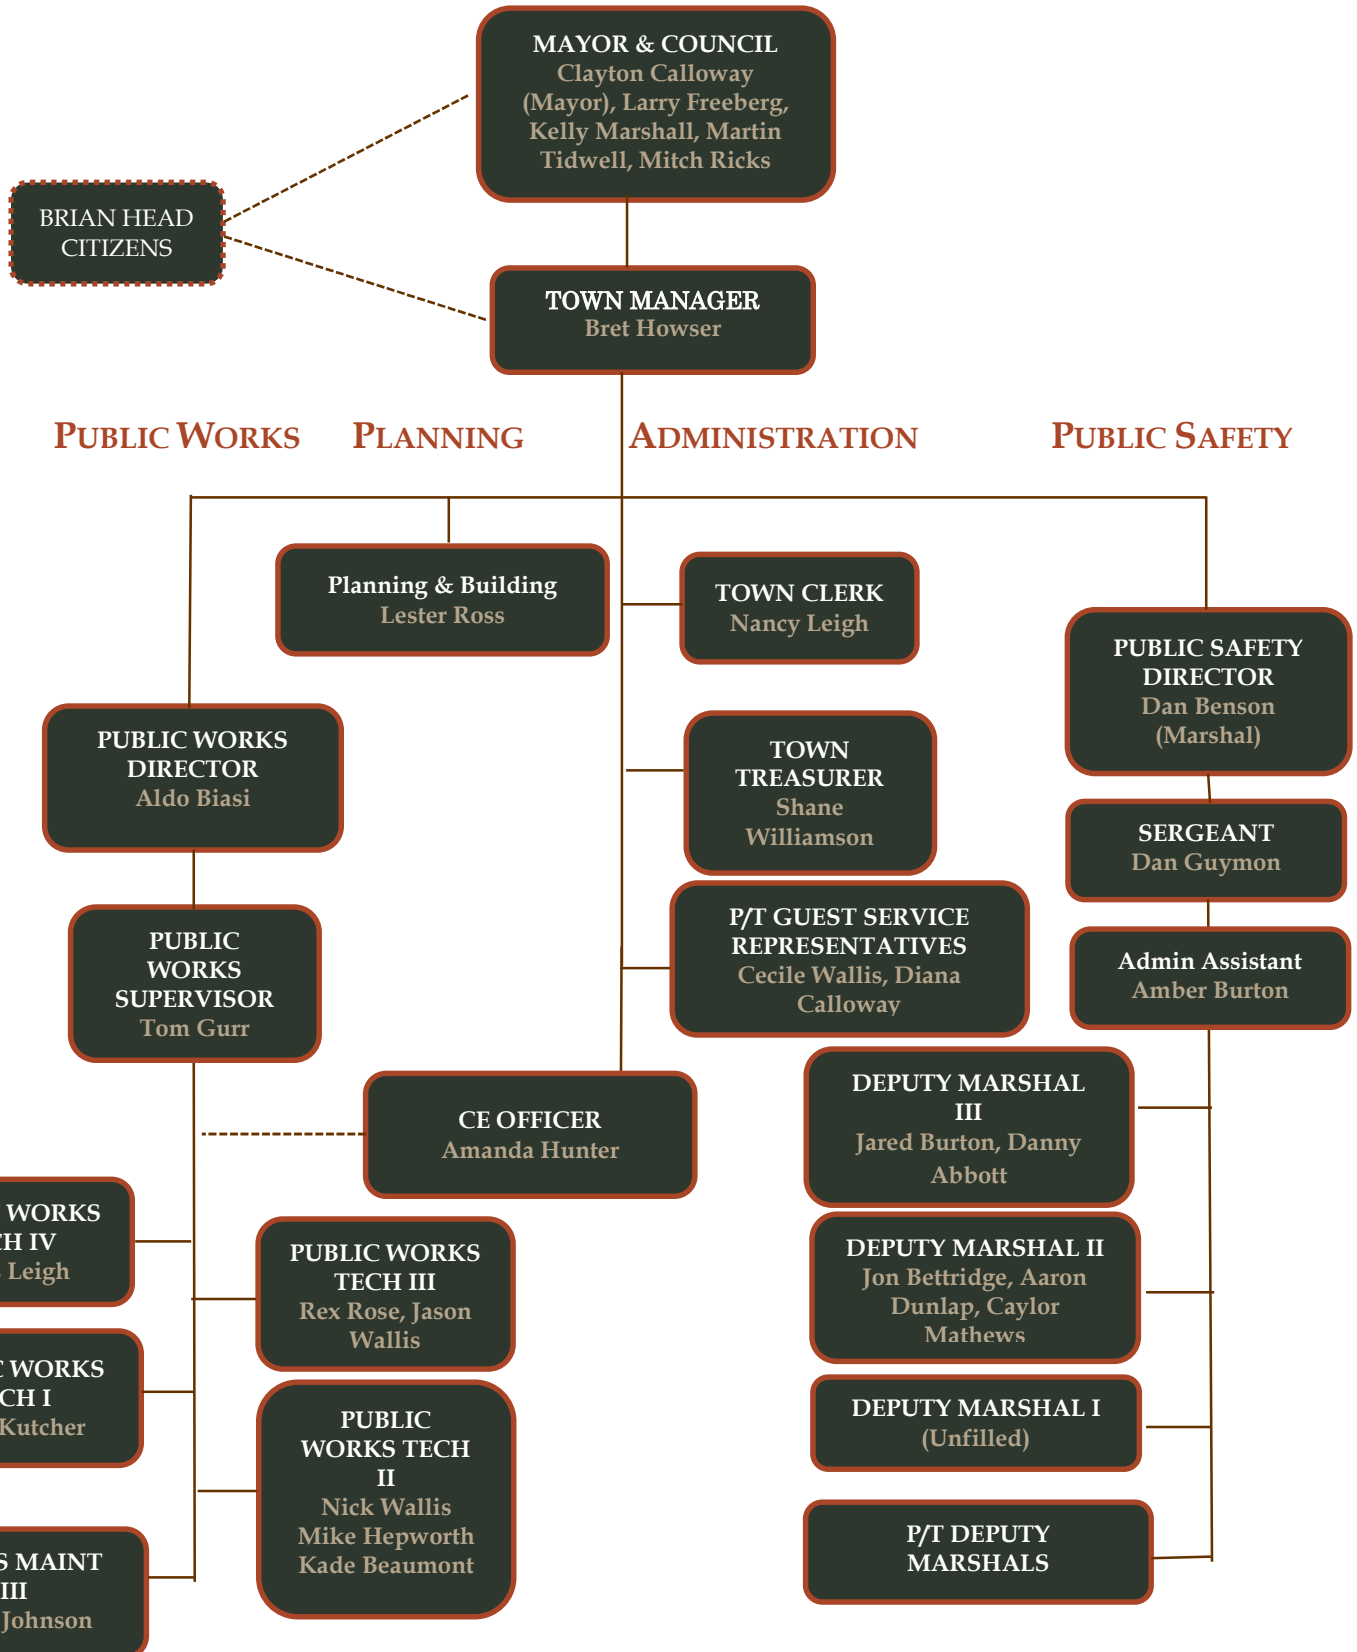 MAYOR & COUNCIL
Clayton Calloway
(Mayor), Larry Freeberg,
Kelly Marshall, Martin
Tidwell, Mitch Ricks
BRIAN HEAD
CITIZENS
TOWN MANAGER
Bret Howser
PUBLIC WORKS
PLANNING
ADMINISTRATION
PUBLIC SAFETY
Planning & Building
Lester Ross
TOWN CLERK
Nancy Leigh
PUBLIC SAFETY
DIRECTOR
Dan Benson
(Marshal)
PUBLIC WORKS
DIRECTOR
Aldo Biasi
TOWN
TREASURER
Shane
Williamson
SERGEANT
Dan Guymon
PUBLIC
WORKS
SUPERVISOR
Tom Gurr
P/T GUEST SERVICE
REPRESENTATIVES
Cecile Wallis, Diana
Calloway
Admin Assistant
Amber Burton
CE OFFICER
Amanda Hunter
DEPUTY MARSHAL
III
Jared Burton, Danny
Abbott
WORKS
IV
Leigh
PUBLIC WORKS
TECH III
Rex Rose, Jason
Wallis
DEPUTY MARSHAL II
Jon Bettridge, Aaron
Dunlap, Caylor
Mathews
WORKS
I
Kutcher
PUBLIC
WORKS TECH
II
Nick Wallis
Mike Hepworth
Kade Beaumont
DEPUTY MARSHAL I
(Unfilled)
P/T DEPUTY
MARSHALS
MAINT
III
Johnson